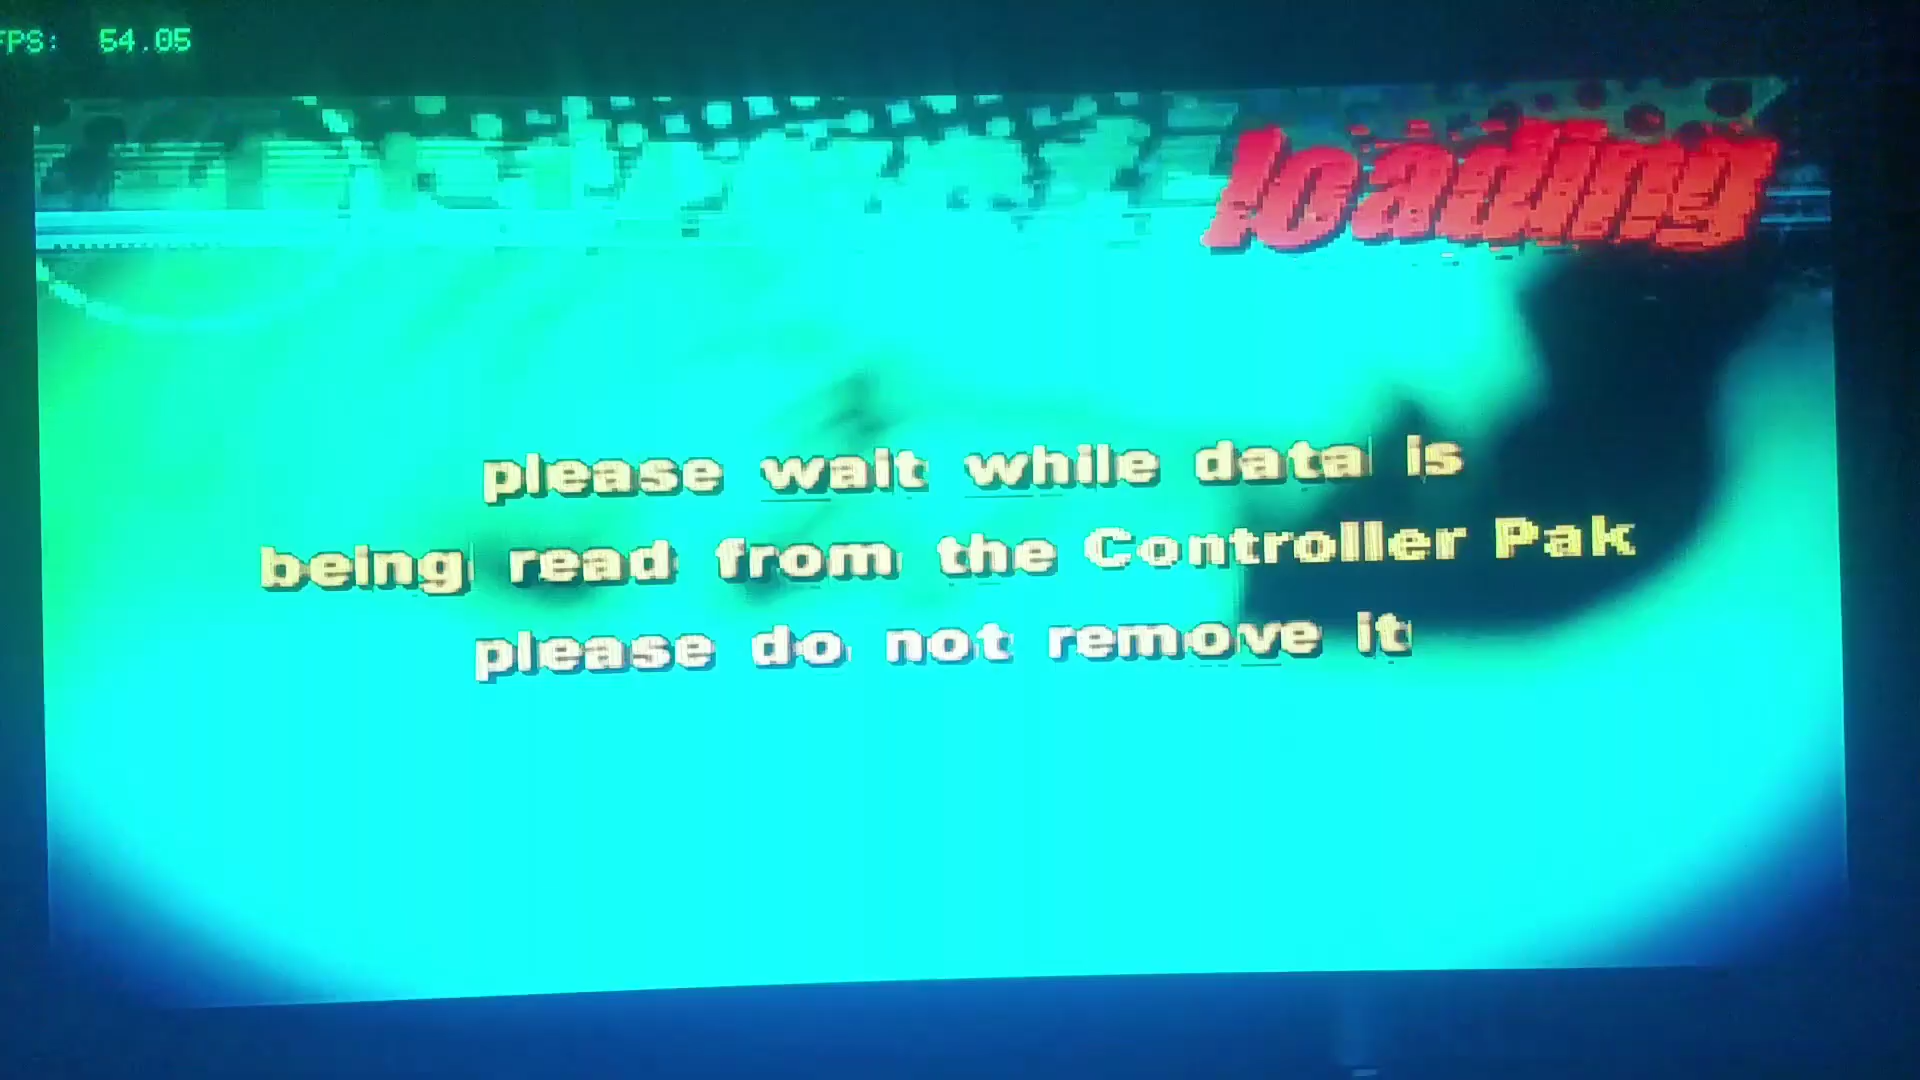 FPS: 54.05
loading
please wait while data is
being read from the Controller Pak
please do not remove it